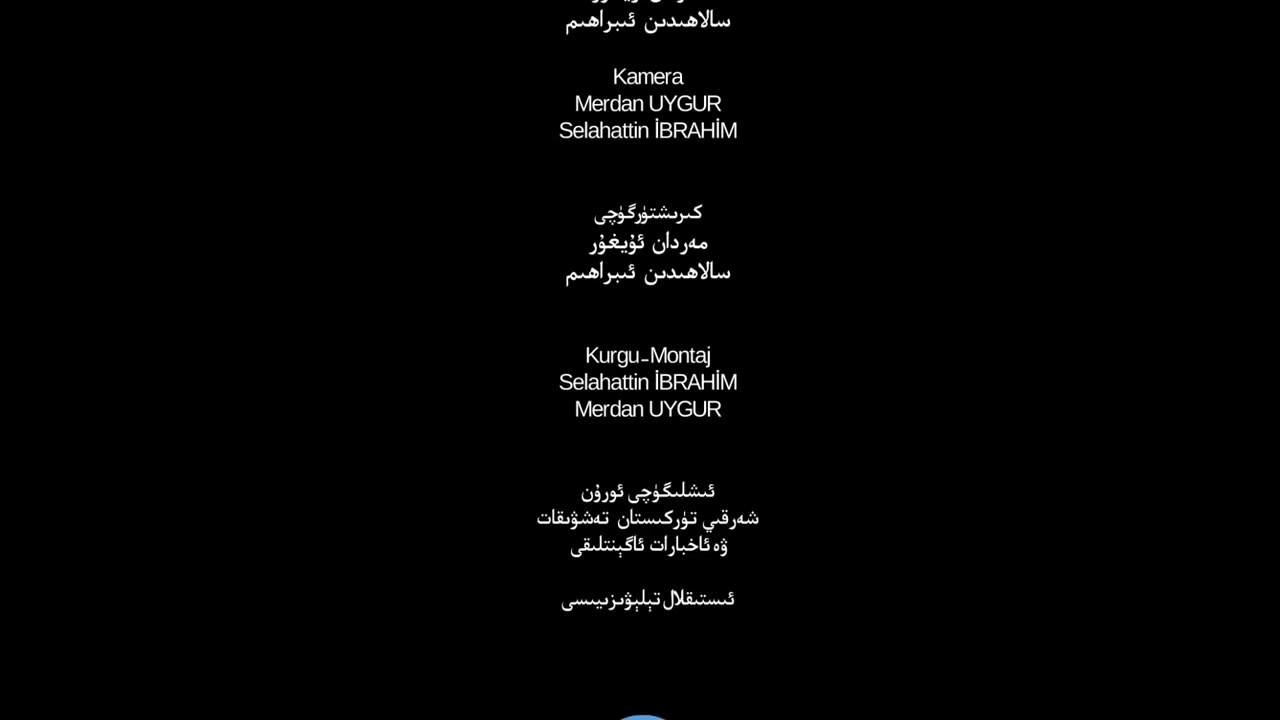 سالاھىدىن ئىبراھىم
Kamera
Merdan UYGUR
Selahattin İBRAHİM
كىرىشتۈرگۈچى
مەردان ئۇيغۇر
سالاھىدىن ئىبراھىم
Kurgu-Montaj
Selahattin İBRAHİM
Merdan UYGUR
ئىشلىگۈچى ئورۇن
شەرقىي تۈركىستان تەشۋىقات
ۋە ئاخبارات ئاگېنتلىقى
ئىستىقلال تېلېۋىزىيىسى